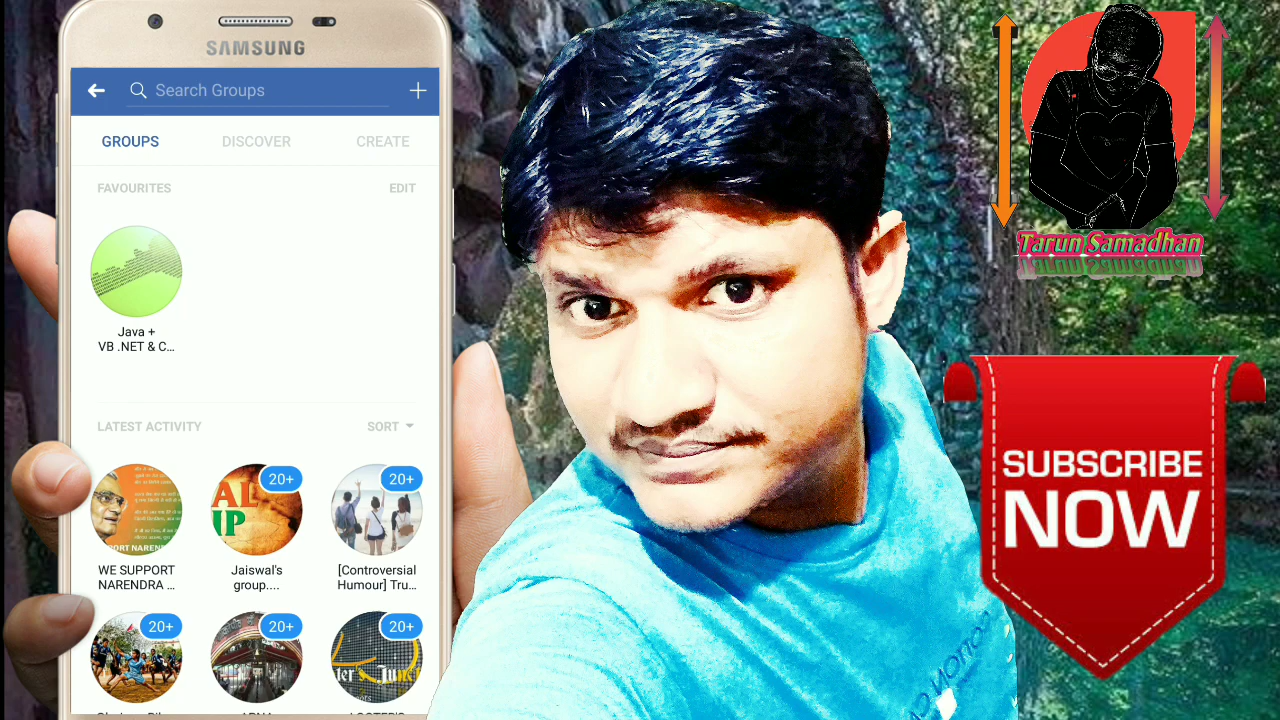 SAMSUNG
Search Groups
GROUPS DISCOVER CREATE
FAVOURITES EDIT
Java +
VB .NET & C...
LATEST ACTIVITY SORT
20+ 20+
WE SUPPORT
NARENDRA ...
Jaiswal's
group....
[Controversial
Humour] Tru...
20+ 20+ 20+
Tarun Samadhan
SUBSCRIBE
NOW